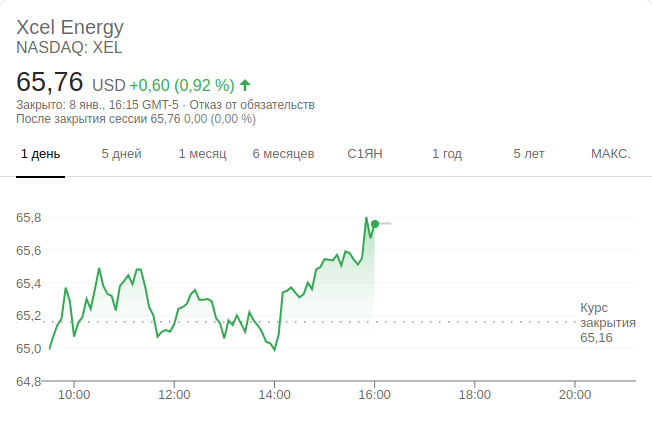 Xcel Energy
NASDAQ: XEL
65,76 USD +0,60 (0,92 %)
Закрыто: 8 янв., 16:15 GMT-5 · Отказ от обязательств
После закрытия сессии 65,76 0,00 (0,00 %)
1 день 5 дней 1 месяц 6 месяцев С1ЯН 1 год 5 лет МАКС.
65,8
65,6
65,4
65,2
65,0
64,8
Курс
закрытия
65,16
10:00 12:00 14:00 16:00 18:00 20:00